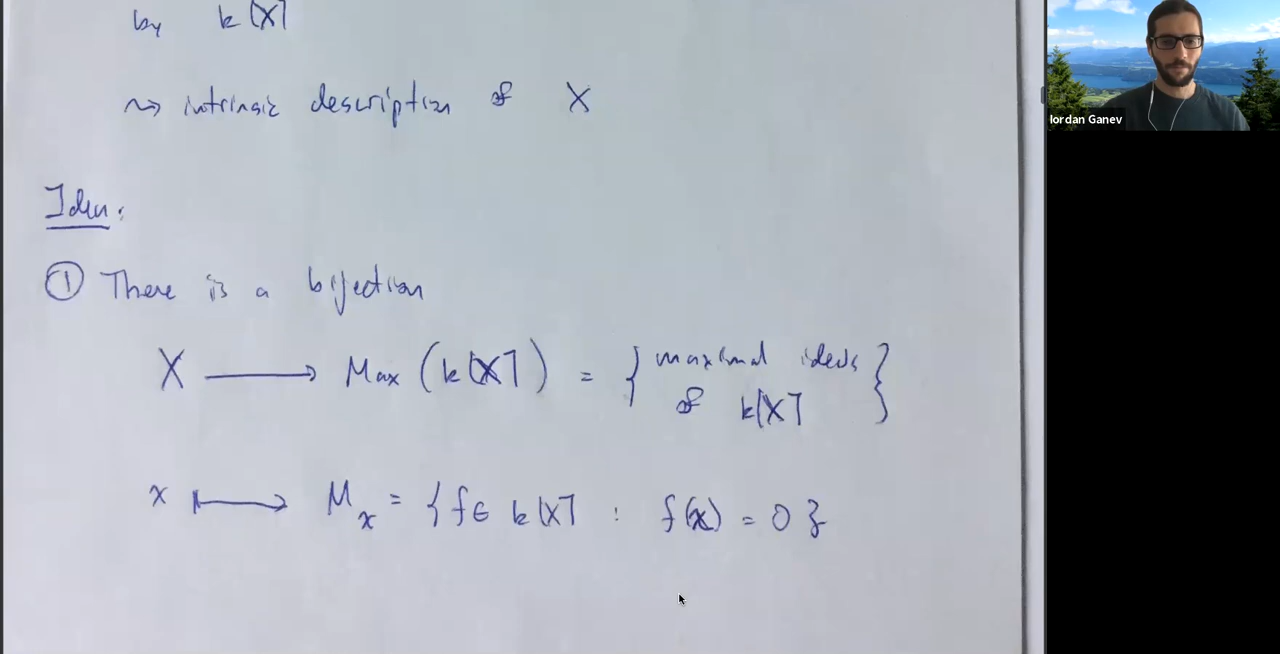 by k[X]
⇝ intrinsic description of X
Iordan Ganev
Idea:
① There is a bijection
X ⟶ Max (k[X]) = { maximal ideals of k[X] }
x ⟼ M_x = {f ∈ k[X] : f(x) = 0}